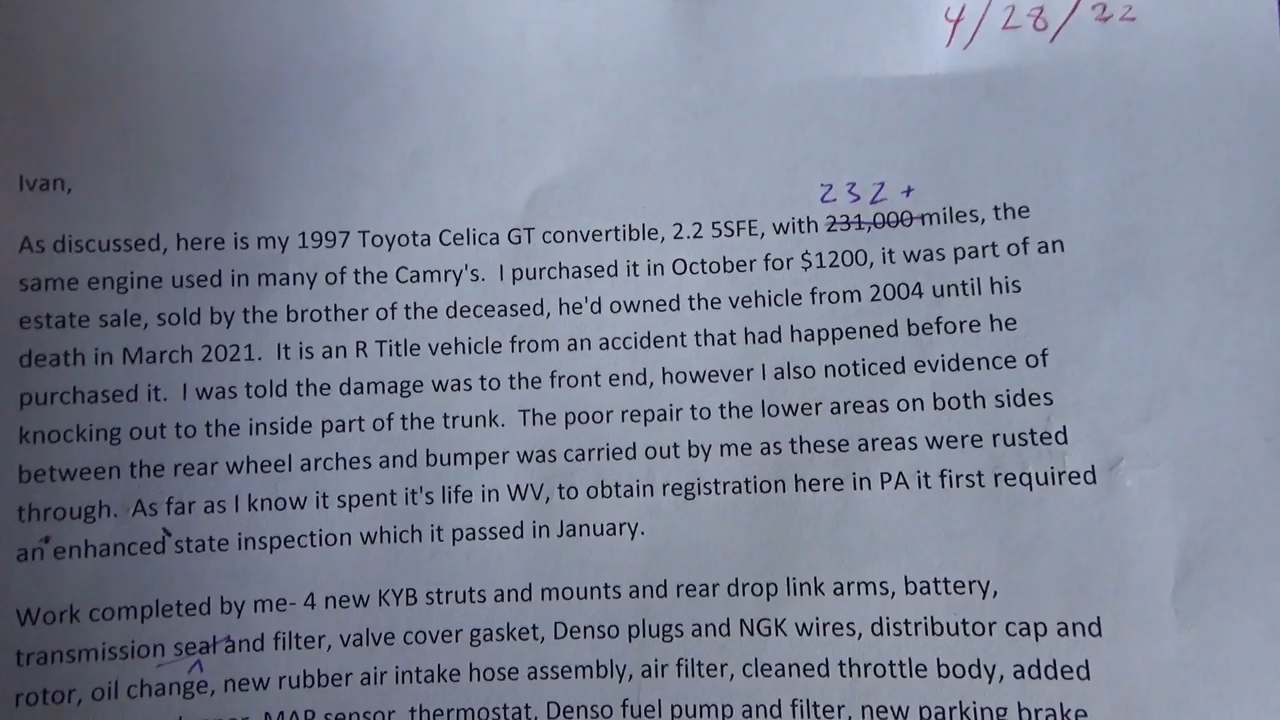 4/28/22
Ivan,
232+
As discussed, here is my 1997 Toyota Celica GT convertible, 2.2 5SFE, with 231,000 miles, the
same engine used in many of the Camry's. I purchased it in October for $1200, it was part of an
estate sale, sold by the brother of the deceased, he'd owned the vehicle from 2004 until his
death in March 2021. It is an R Title vehicle from an accident that had happened before he
purchased it. I was told the damage was to the front end, however I also noticed evidence of
knocking out to the inside part of the trunk. The poor repair to the lower areas on both sides
between the rear wheel arches and bumper was carried out by me as these areas were rusted
through. As far as I know it spent it's life in WV, to obtain registration here in PA it first required
an "enhanced" state inspection which it passed in January.
Work completed by me- 4 new KYB struts and mounts and rear drop link arms, battery,
transmission seal and filter, valve cover gasket, Denso plugs and NGK wires, distributor cap and
rotor, oil change, new rubber air intake hose assembly, air filter, cleaned throttle body, added
MAP sensor, thermostat, Denso fuel pump and filter, new parking brake